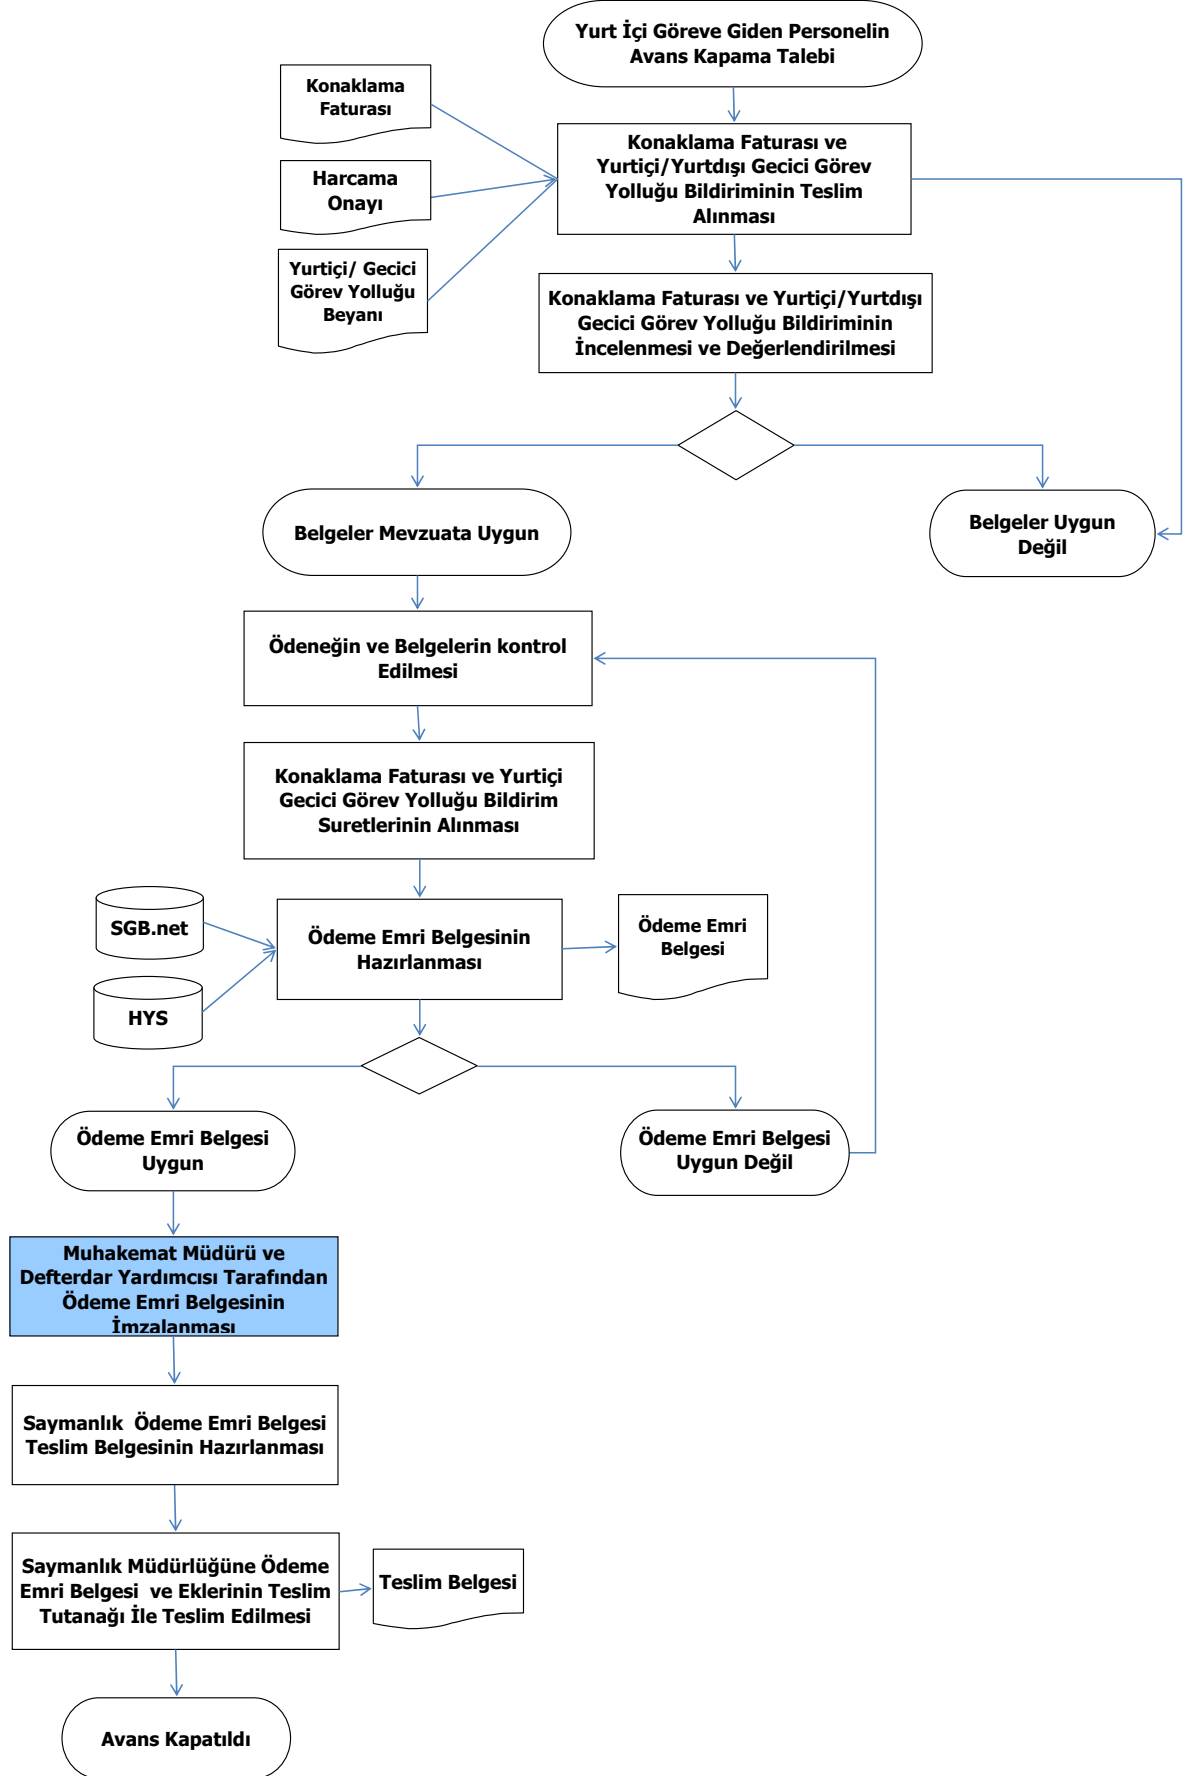 Yurt İçi Göreve Giden Personelin
Avans Kapama Talebi
Konaklama
Faturası
Harcama
Onayı
Yurtiçi/ Gecici
Görev Yolluğu
Beyanı
Konaklama Faturası ve
Yurtiçi/Yurtdışı Gecici Görev
Yolluğu Bildiriminin Teslim
Alınması
Konaklama Faturası ve Yurtiçi/Yurtdışı
Gecici Görev Yolluğu Bildiriminin
İncelenmesi ve Değerlendirilmesi
Belgeler Mevzuata Uygun
Belgeler Uygun
Değil
Ödeneğin ve Belgelerin kontrol
Edilmesi
Konaklama Faturası ve Yurtiçi
Gecici Görev Yolluğu Bildirim
Suretlerinin Alınması
SGB.net
HYS
Ödeme Emri Belgesinin
Hazırlanması
Ödeme Emri
Belgesi
Ödeme Emri Belgesi
Uygun
Ödeme Emri Belgesi
Uygun Değil
Muhakemat Müdürü ve
Defterdar Yardımcısı Tarafından
Ödeme Emri Belgesinin
İmzalanması
Saymanlık  Ödeme Emri Belgesi
Teslim Belgesinin Hazırlanması
Saymanlık Müdürlüğüne Ödeme
Emri Belgesi  ve Eklerinin Teslim
Tutanağı İle Teslim Edilmesi
Teslim Belgesi
Avans Kapatıldı